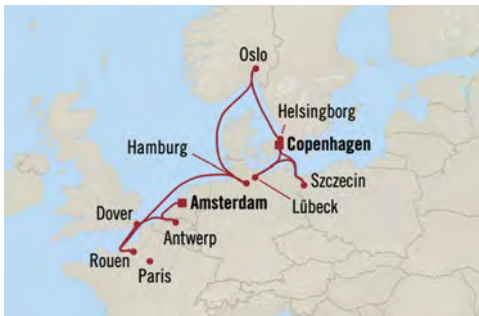 Oslo
Helsingborg
Copenhagen
Hamburg
Szczecin
Amsterdam
Lübeck
Dover
Antwerp
Rouen
Paris